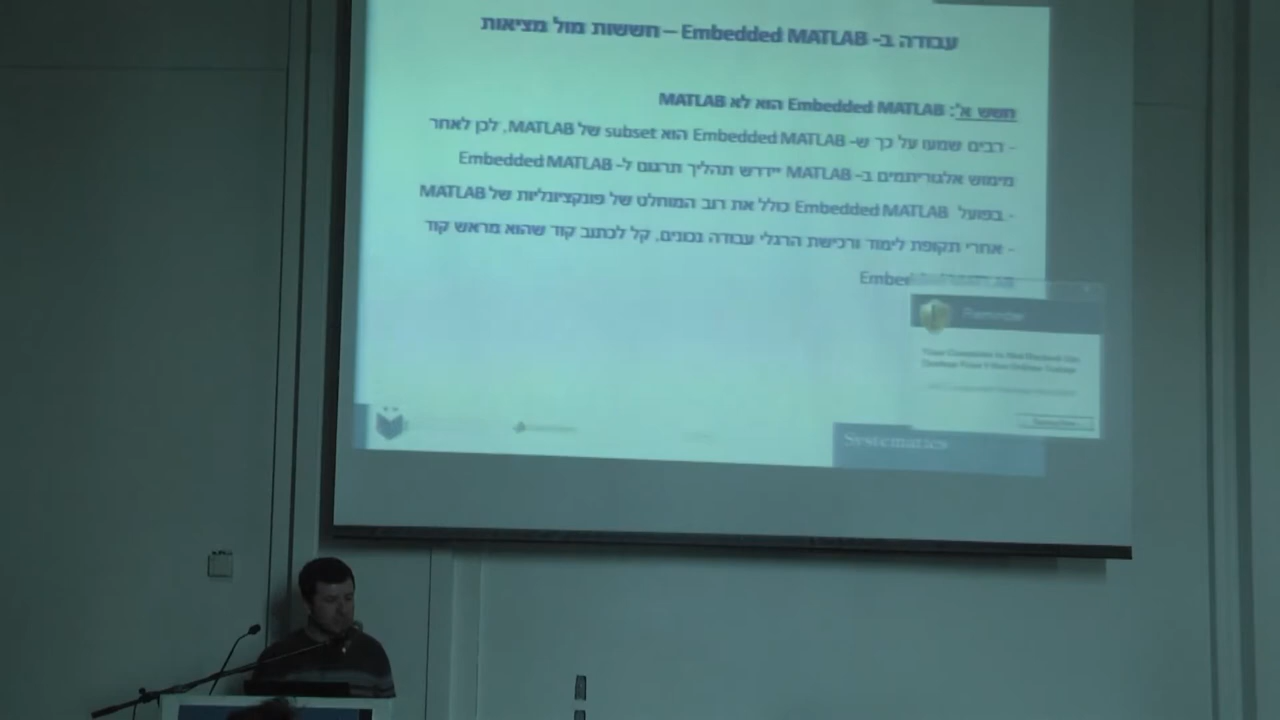 עבודה ב- Embedded MATLAB – חששות מול מציאות
חשש א': Embedded MATLAB הוא לא MATLAB
- רבים שמעו על כך ש- Embedded MATLAB הוא subset של MATLAB, לכן לאחר
מימוש אלגוריתמים ב- MATLAB יידרש תהליך תרגום ל- Embedded MATLAB
- בפועל Embedded MATLAB כולל את רוב המוחלט של פונקציונליות של MATLAB
- אחרי תקופת לימוד ורכישת הרגלי עבודה נכונים, קל לכתוב קוד שהוא מראש קוד
Embedded MATLAB
Reminder
Systematics